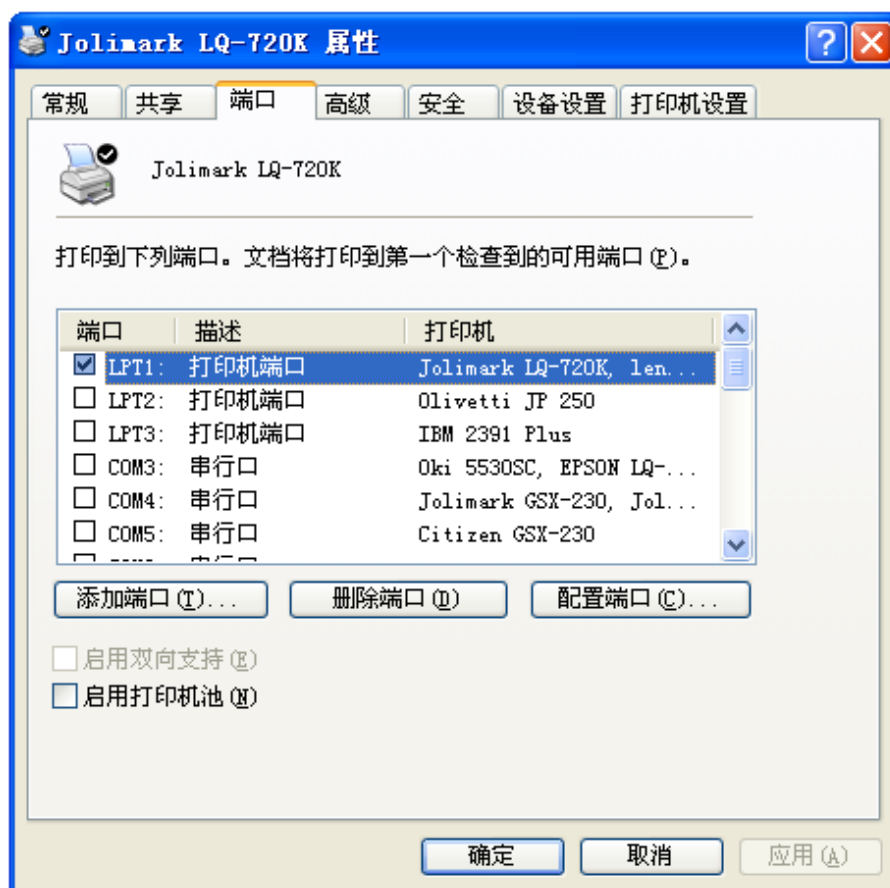 Jolimark LQ-720K 属性
常规 共享 端口 高级 安全 设备设置 打印机设置
Jolimark LQ-720K
打印到下列端口。文档将打印到第一个检查到的可用端口(P)。
端口 描述 打印机
LPT1: 打印机端口 Jolimark LQ-720K, len...
LPT2: 打印机端口 Olivetti JP 250
LPT3: 打印机端口 IBM 2391 Plus
COM3: 串行口 Oki 5530SC, EPSON LQ-...
COM4: 串行口 Jolimark GSX-230, Jol...
COM5: 串行口 Citizen GSX-230
添加端口(T)... 删除端口(D) 配置端口(C)...
启用双向支持(E)
启用打印机池(N)
确定 取消 应用(A)